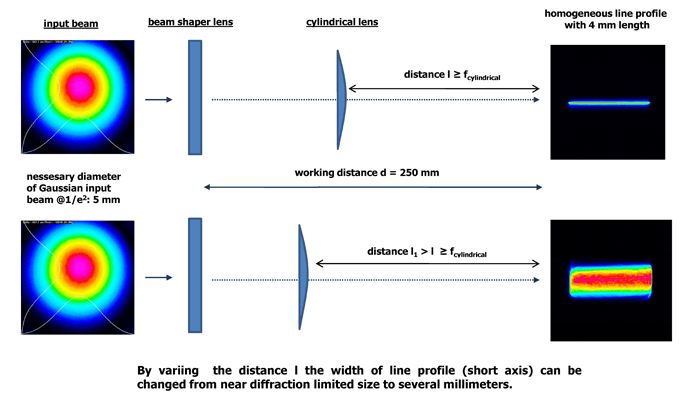 input beam
beam shaper lens
cylindrical lens
homogeneous line profile
with 4 mm length
distance l ≥ fcylindrical
nessesary diameter
of Gaussian input
beam @1/e²: 5 mm
working distance d = 250 mm
distance l₁ > l ≥ fcylindrical
By variing the distance l the width of line profile (short axis) can be
changed from near diffraction limited size to several millimeters.